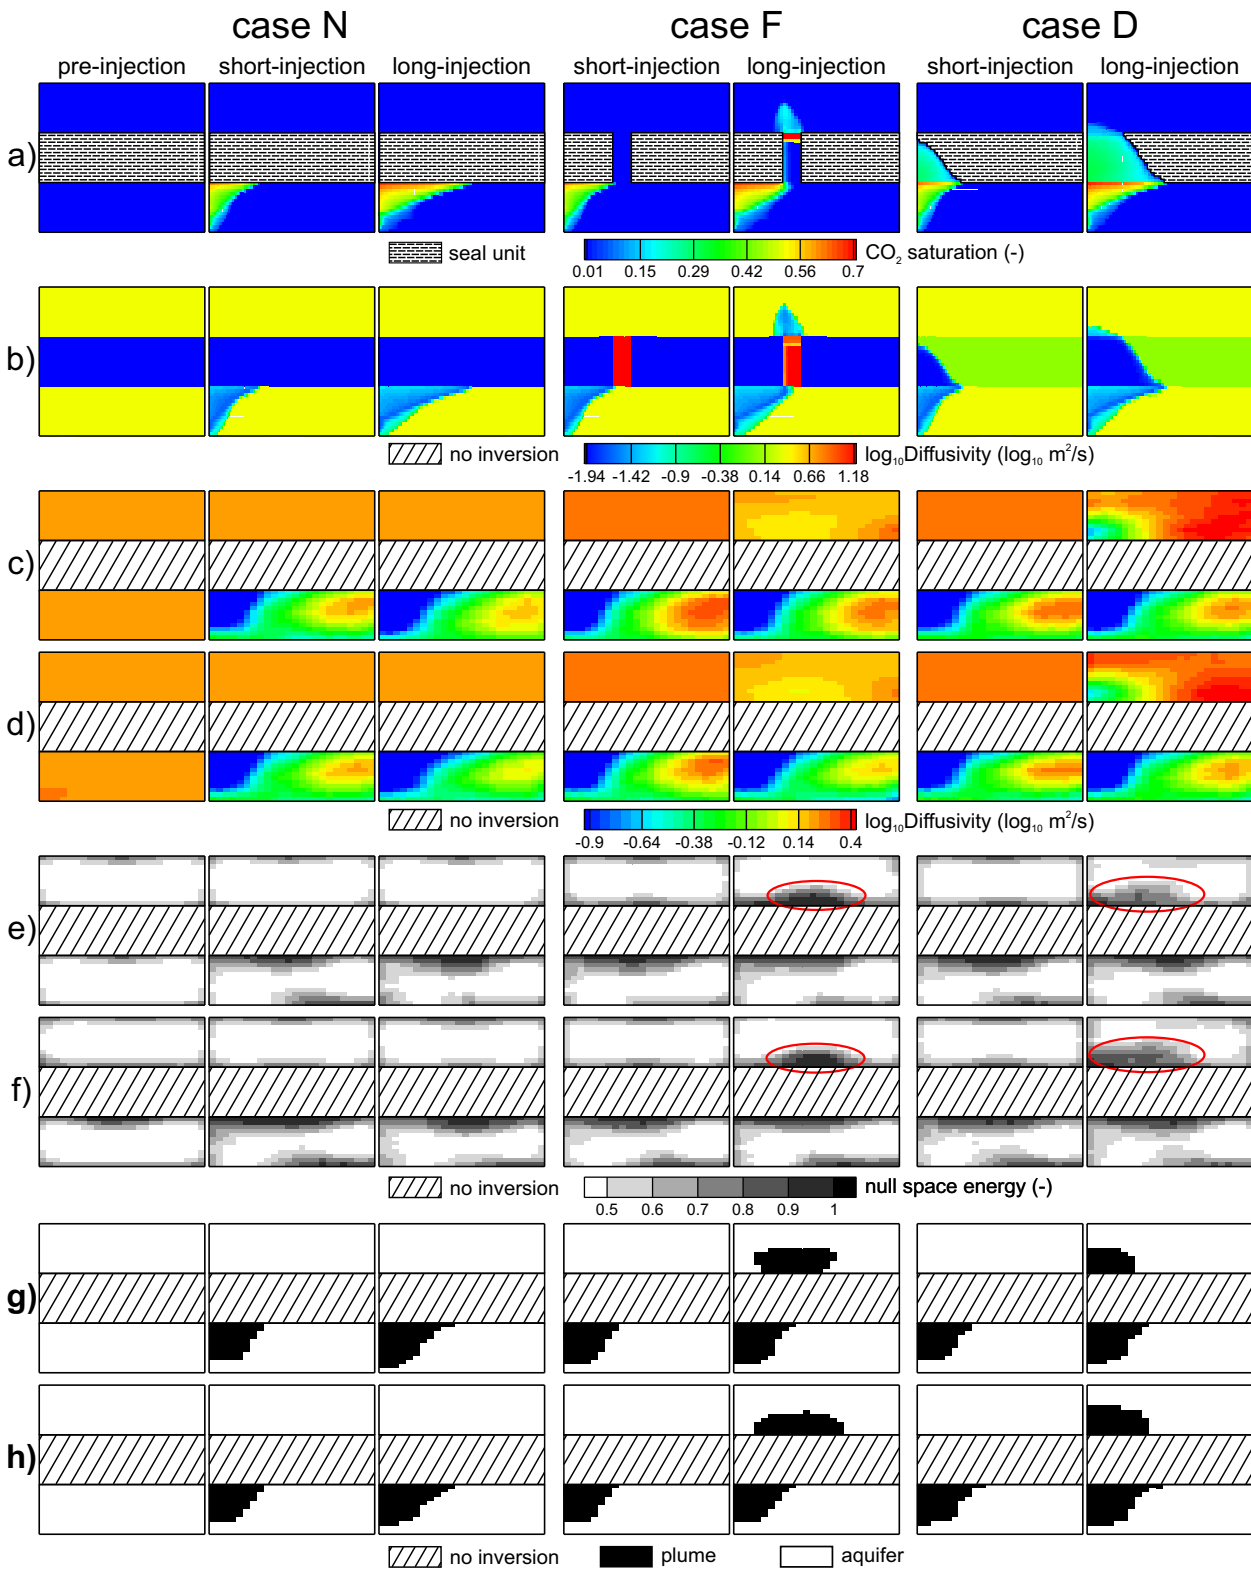 case N case F case D
pre-injection short-injection long-injection short-injection long-injection short-injection long-injection
a)
seal unit CO2 saturation (-)
0.01 0.15 0.29 0.42 0.56 0.7
b)
no inversion log10Diffusivity (log10 m2/s)
-1.94 -1.42 -0.9 -0.38 0.14 0.66 1.18
c)
d)
no inversion log10Diffusivity (log10 m2/s)
-0.9 -0.64 -0.38 -0.12 0.14 0.4
e)
f)
no inversion null space energy (-)
0.5 0.6 0.7 0.8 0.9 1
g)
h)
no inversion plume aquifer